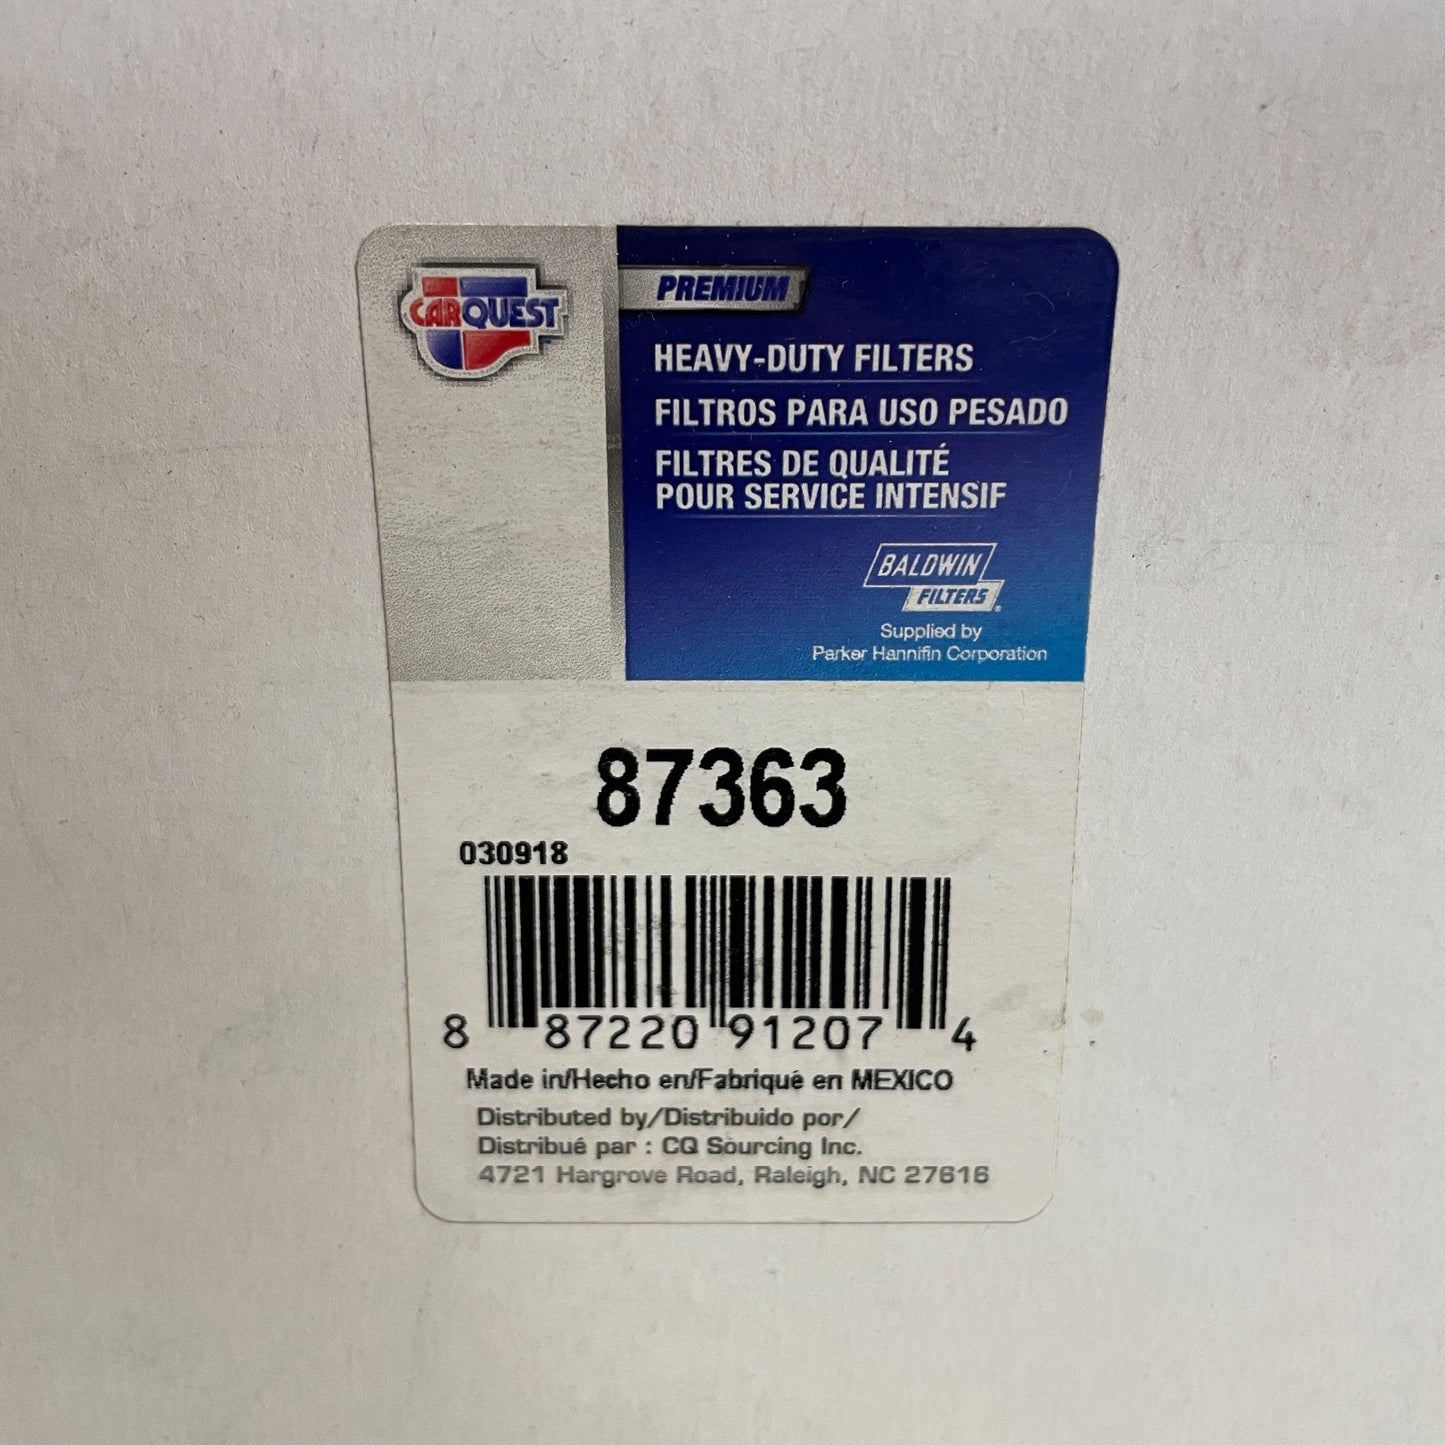 CARQUEST
PREMIUM
HEAVY-DUTY FILTERS
FILTROS PARA USO PESADO
FILTRES DE QUALITÉ
POUR SERVICE INTENSIF
BALDWIN
FILTERS®
Supplied by
Parker Hannifin Corporation
87363
030918
8 87220 91207 4
Made in/Hecho en/Fabriqué en MEXICO
Distributed by/Distribuido por/
Distribué par : CQ Sourcing Inc.
4721 Hargrove Road, Raleigh, NC 27616